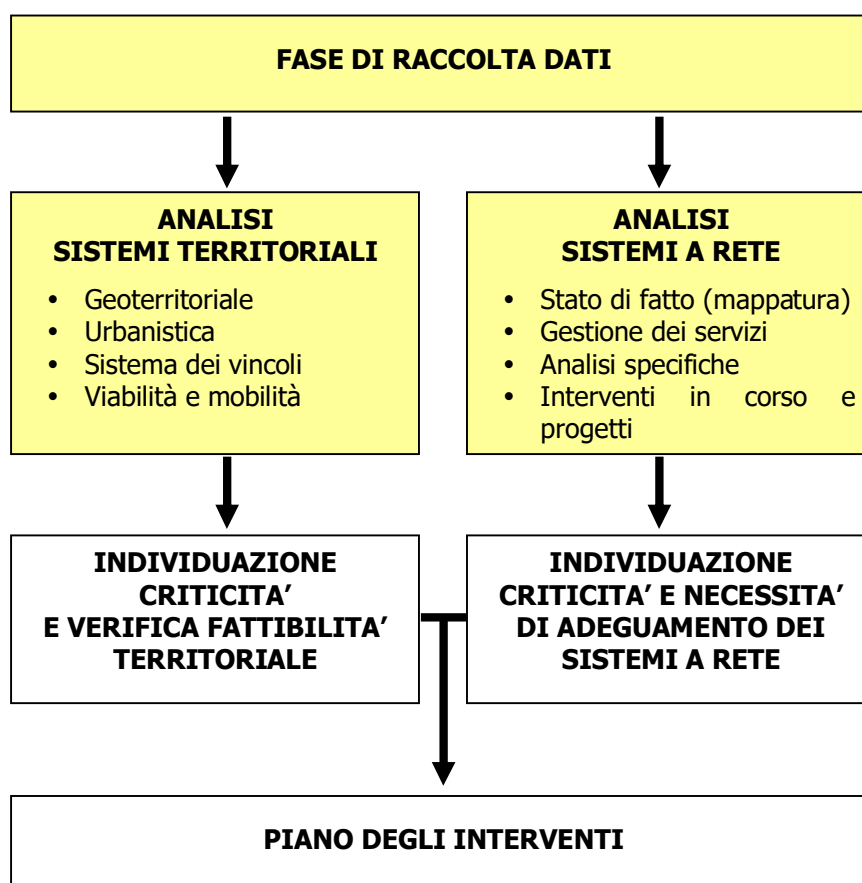 FASE DI RACCOLTA DATI
ANALISI
SISTEMI TERRITORIALI
• Geoterritoriale
• Urbanistica
• Sistema dei vincoli
• Viabilità e mobilità
ANALISI
SISTEMI A RETE
• Stato di fatto (mappatura)
• Gestione dei servizi
• Analisi specifiche
• Interventi in corso e
progetti
INDIVIDUAZIONE
CRITICITA’
E VERIFICA FATTIBILITA’
TERRITORIALE
INDIVIDUAZIONE
CRITICITA’ E NECESSITA’
DI ADEGUAMENTO DEI
SISTEMI A RETE
PIANO DEGLI INTERVENTI